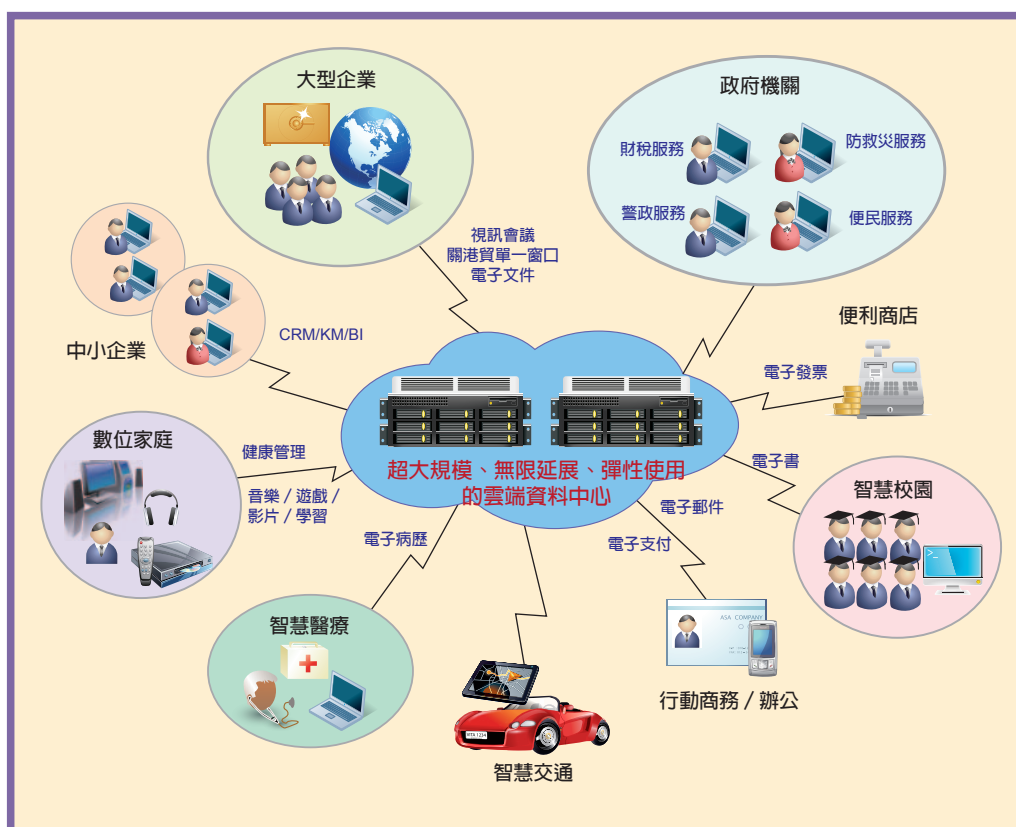 大型企業
政府機關
財稅服務
防救災服務
警政服務
便民服務
視訊會議
關港貿單一窗口
電子文件
中小企業
CRM/KM/BI
便利商店
電子發票
數位家庭
健康管理
音樂 / 遊戲 /
影片 / 學習
超大規模、無限延展、彈性使用
的雲端資料中心
電子書
智慧校園
電子郵件
電子支付
電子病歷
智慧醫療
ASA COMPANY
行動商務 / 辦公
智慧交通